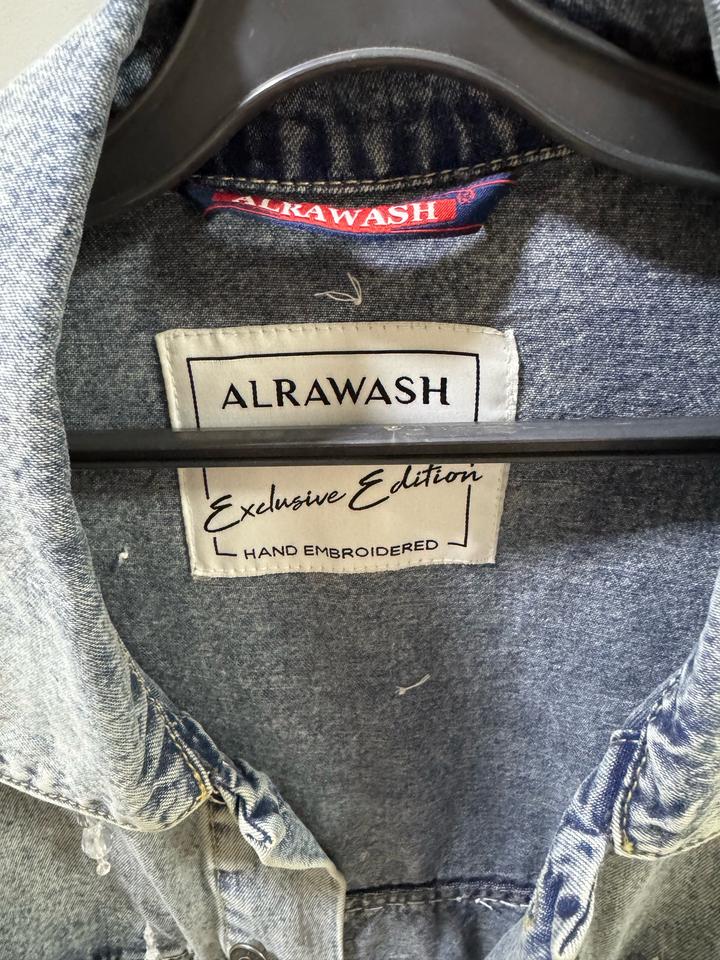 ALRAWASH ®
ALRAWASH
Exclusive Edition
HAND EMBROIDERED